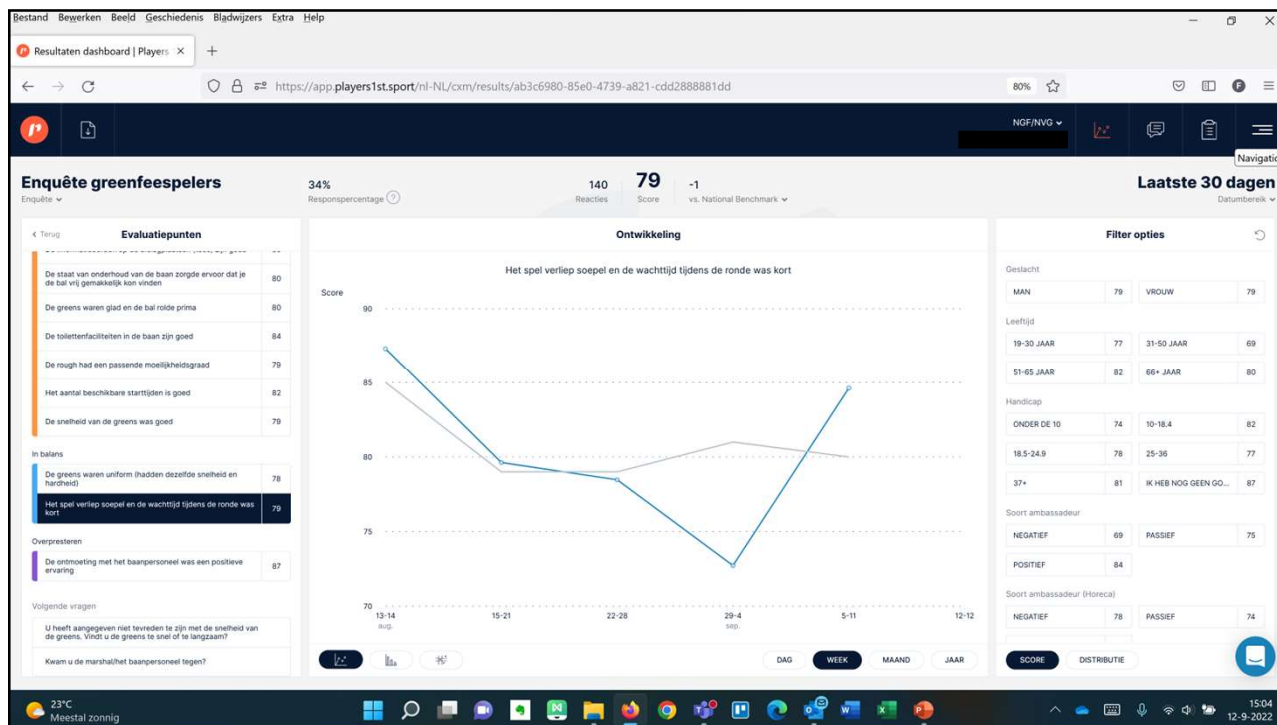 Bestand Bewerken Beeld Geschiedenis Bladwijzers Extra Help
Resultaten dashboard | Players
https://app.players1st.sport/nl-NL/cxm/results/ab3c6980-85e0-4739-a821-cdd2888881dd
80%
NGF/NVG
Navigatio
Enquête greenfeespelers
Enquête
34%
Responspercentage ?
140
Reacties
79
Score
-1
vs. National Benchmark
Laatste 30 dagen
Datumbereik
Terug
Evaluatiepunten
De staat van onderhoud van de baan zorgde ervoor dat je
de bal vrij gemakkelijk kon vinden
80
De greens waren glad en de bal rolde prima
80
De toilettenfaciliteiten in de baan zijn goed
84
De rough had een passende moeilijkheidsgraad
79
Het aantal beschikbare starttijden is goed
82
De snelheid van de greens was goed
79
In balans
De greens waren uniform (hadden dezelfde snelheid en
hardheid)
78
Het spel verliep soepel en de wachttijd tijdens de ronde was
kort
79
Overpresteren
De ontmoeting met het baanpersoneel was een positieve
ervaring
87
Volgende vragen
U heeft aangegeven niet tevreden te zijn met de snelheid van
de greens. Vindt u de greens te snel of te langzaam?
Kwam u de marshal/het baanpersoneel tegen?
Ontwikkeling
Het spel verliep soepel en de wachttijd tijdens de ronde was kort
Score
90
85
80
75
70
13-14
aug.
15-21
22-28
29-4
sep.
5-11
12-12
DAG
WEEK
MAAND
JAAR
Filter opties
Geslacht
MAN 79
VROUW 79
Leeftijd
19-30 JAAR 77
31-50 JAAR 69
51-65 JAAR 82
66+ JAAR 80
Handicap
ONDER DE 10 74
10-18.4 82
18.5-24.9 78
25-36 77
37+ 81
IK HEB NOG GEEN GO... 87
Soort ambassadeur
NEGATIEF 69
PASSIEF 75
POSITIEF 84
Soort ambassadeur (Horeca)
NEGATIEF 78
PASSIEF 74
SCORE
DISTRIBUTIE
23°C
Meestal zonnig
15:04
12-9-2022